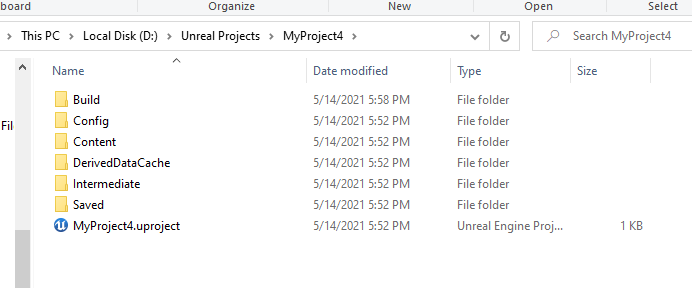 board Organize New Open Select
This PC > Local Disk (D:) > Unreal Projects > MyProject4 > Search MyProject4
Name Date modified Type Size
Build 5/14/2021 5:58 PM File folder
Config 5/14/2021 5:52 PM File folder
Fil
Content 5/14/2021 5:52 PM File folder
DerivedDataCache 5/14/2021 5:52 PM File folder
Intermediate 5/14/2021 5:52 PM File folder
Saved 5/14/2021 5:52 PM File folder
MyProject4.uproject 5/14/2021 5:52 PM Unreal Engine Proj... 1 KB